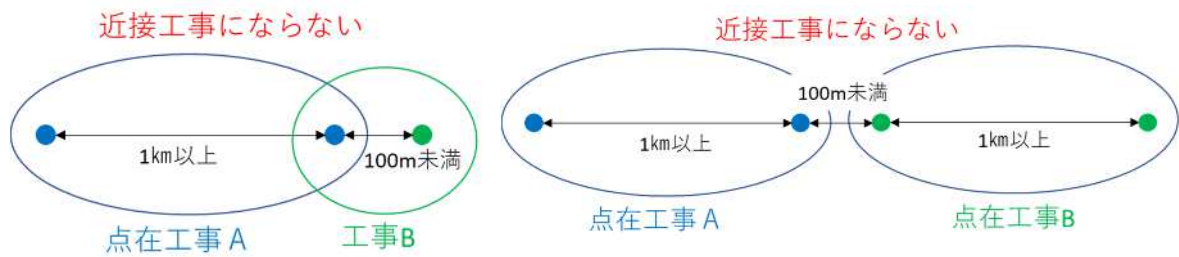 近接工事にならない
1㎞以上
100m未満
点在工事A
工事B
近接工事にならない
100m未満
1㎞以上
1㎞以上
点在工事A
点在工事B